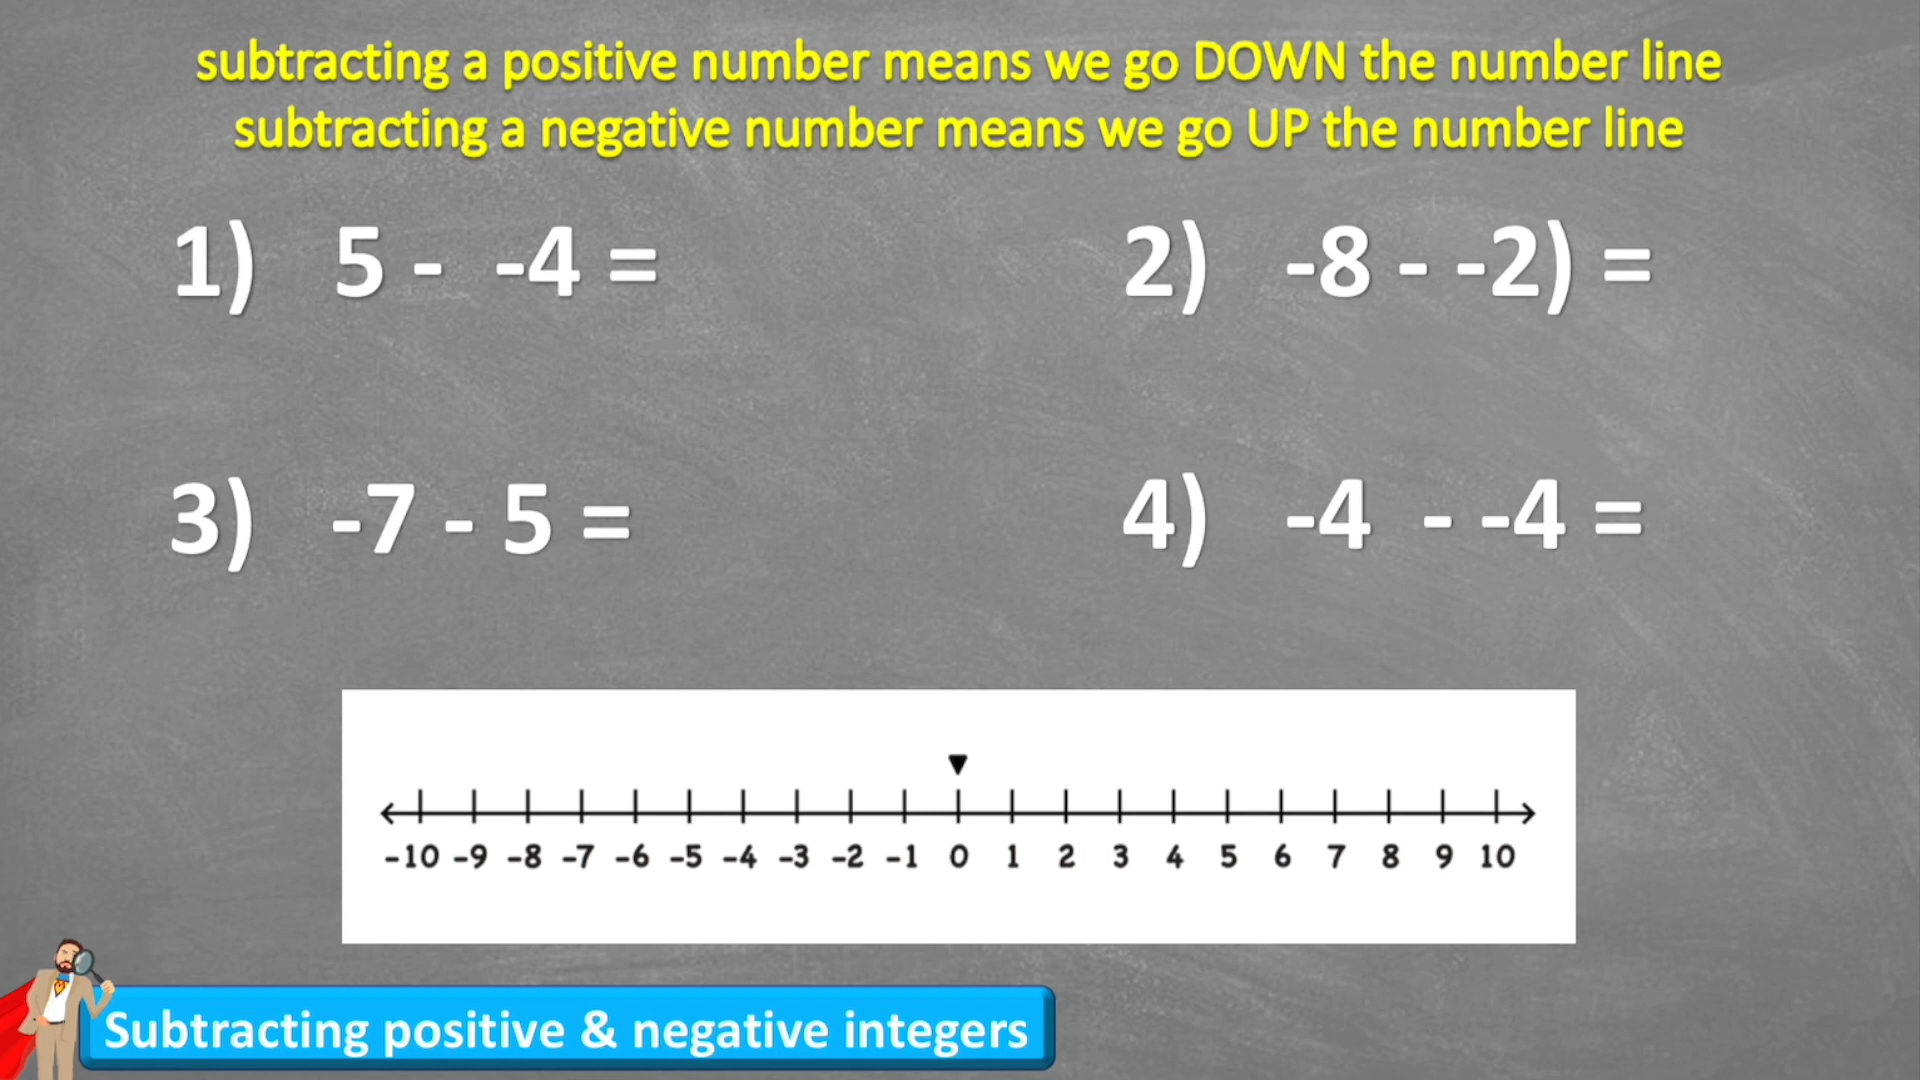 subtracting a positive number means we go DOWN the number line
subtracting a negative number means we go UP the number line
1) 5 - -4 =
2) -8 - -2) =
3) -7 - 5 =
4) -4 - -4 =
-10 -9 -8 -7 -6 -5 -4 -3 -2 -1 0 1 2 3 4 5 6 7 8 9 10
Subtracting positive & negative integers